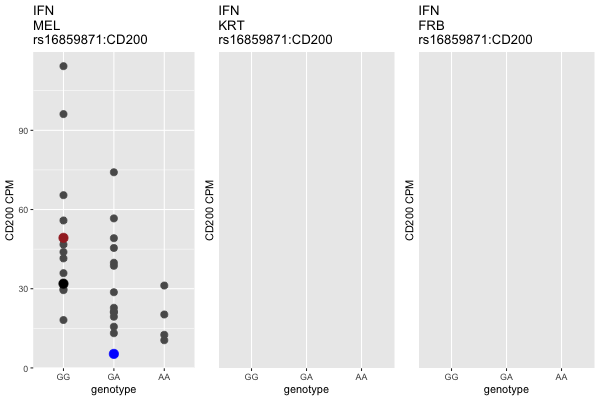 IFN
MEL
rs16859871:CD200
CD200 CPM
90
60
30
0
GG GA AA
genotype
IFN
KRT
rs16859871:CD200
CD200 CPM
GG GA AA
genotype
IFN
FRB
rs16859871:CD200
CD200 CPM
GG GA AA
genotype